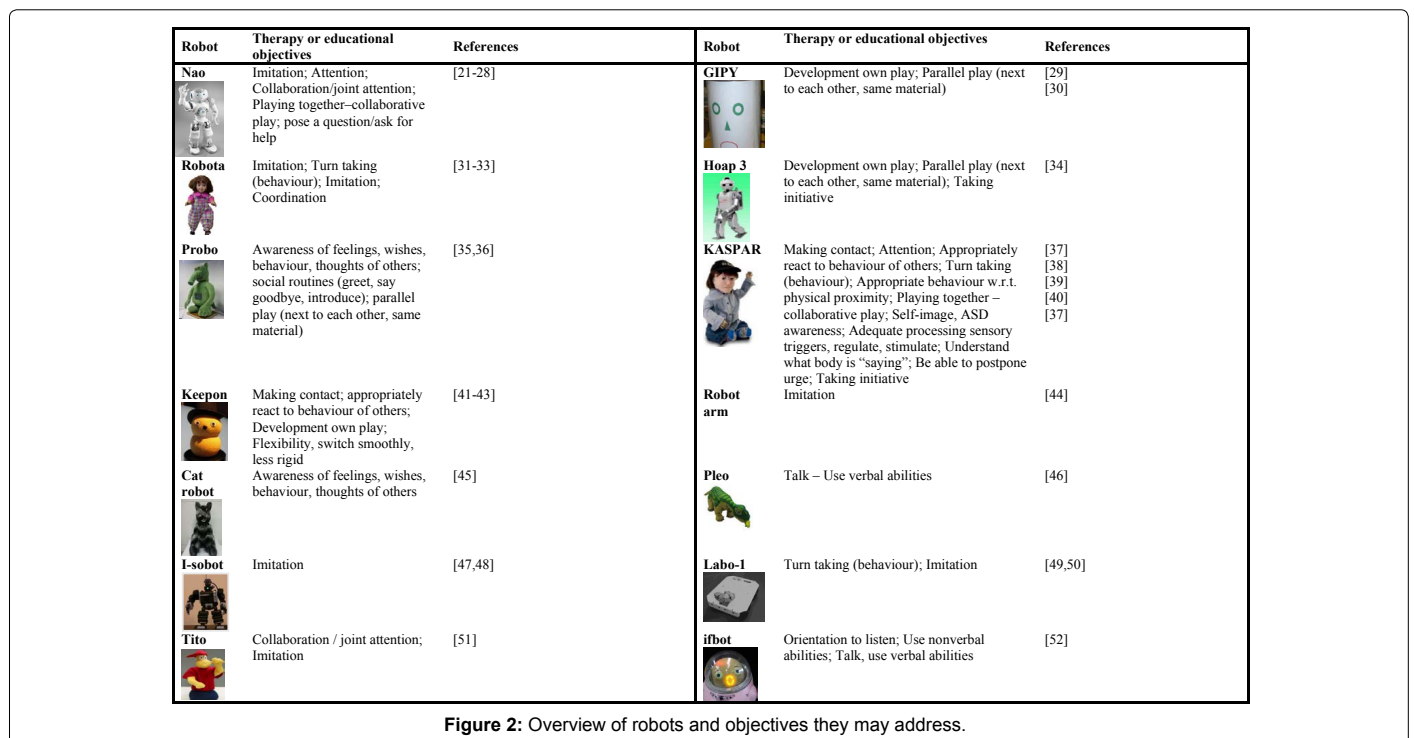 Robot Therapy or educational objectives References
Nao Imitation; Attention; [21-28]
Collaboration/joint attention;
Playing together–collaborative
play; pose a question/ask for
help
Robota Imitation; Turn taking [31-33]
(behaviour); Imitation;
Coordination
Probo Awareness of feelings, wishes, [35,36]
behaviour, thoughts of others;
social routines (greet, say
goodbye, introduce); parallel
play (next to each other, same
material)
Keepon Making contact; appropriately [41-43]
react to behaviour of others;
Development own play;
Flexibility, switch smoothly,
less rigid
Cat Awareness of feelings, wishes, [45]
robot behaviour, thoughts of others
I-sobot Imitation [47,48]
Tito Collaboration / joint attention; [51]
Imitation
Robot Therapy or educational objectives References
GIPY Development own play; Parallel play (next [29]
to each other, same material) [30]
Hoap 3 Development own play; Parallel play (next [34]
to each other, same material); Taking
initiative
KASPAR Making contact; Attention; Appropriately [37]
react to behaviour of others; Turn taking [38]
(behaviour); Appropriate behaviour w.r.t. [39]
physical proximity; Playing together – [40]
collaborative play; Self-image, ASD [37]
awareness; Adequate processing sensory
triggers, regulate, stimulate; Understand
what body is “saying”; Be able to postpone
urge; Taking initiative
Robot Imitation [44]
arm
Pleo Talk – Use verbal abilities [46]
Labo-1 Turn taking (behaviour); Imitation [49,50]
ifbot Orientation to listen; Use nonverbal [52]
abilities; Talk, use verbal abilities
Figure 2: Overview of robots and objectives they may address.